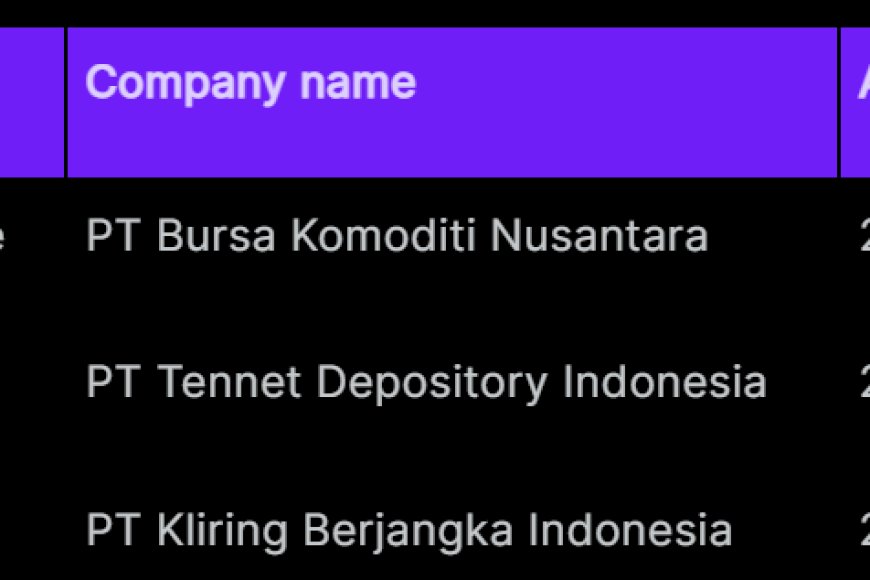 Company name
PT Bursa Komoditi Nusantara
PT Tennet Depository Indonesia
PT Kliring Berjangka Indonesia